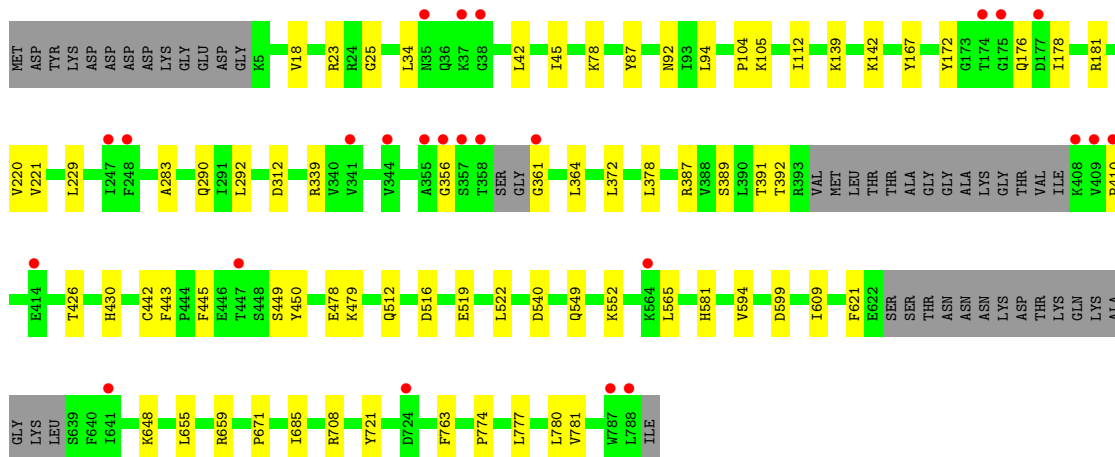 MET ASP TYR LYS ASP ASP ASP ASP LYS GLY GLU ASP GLY K5 V18 R23 R24 G25 L34 N35 Q36 K37 G38 L42 I45 K78 Y87 N92 I93 L94 P104 K105 I112 K139 K142 Y167 Y172 G173 T174 G175 Q176 D177 I178 R181
V220 V221 L229 I247 F248 A283 Q290 I291 L292 D312 R339 V340 V341 V344 A355 G356 S357 T358 SER GLY G361 L364 L372 L378 R387 V388 S389 L390 T391 T392 R393 VAL MET LEU THR THR ALA GLY GLY ALA LYS GLY THR VAL ILE K408 V409 R410
E414 T426 H430 C442 F443 P444 F445 E446 T447 S448 S449 Y450 E478 K479 Q512 D516 E519 L522 D540 Q549 K552 K564 L565 H581 V594 D599 I609 F621 E622 SER SER THR ASN ASN ASN LYS ASP THR LYS GLN LYS ALA
GLY LYS LEU S639 F640 I641 K648 L655 R659 P671 I685 R708 Y721 D724 F763 P774 L777 L780 V781 W787 L788 ILE